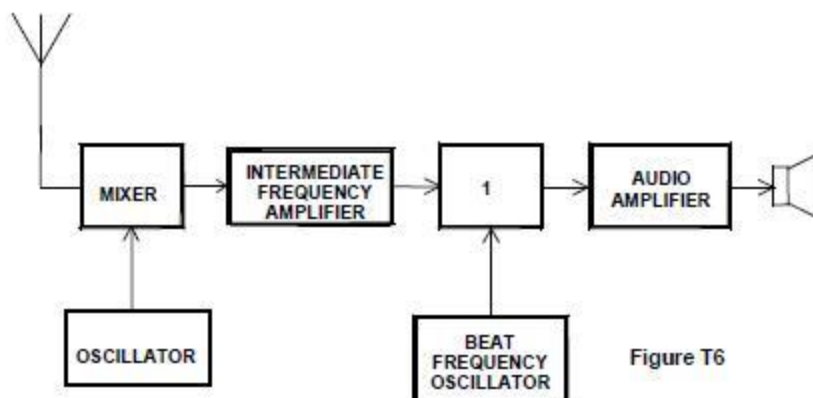 MIXER
INTERMEDIATE
FREQUENCY
AMPLIFIER
1
AUDIO
AMPLIFIER
OSCILLATOR
BEAT
FREQUENCY
OSCILLATOR
Figure T6